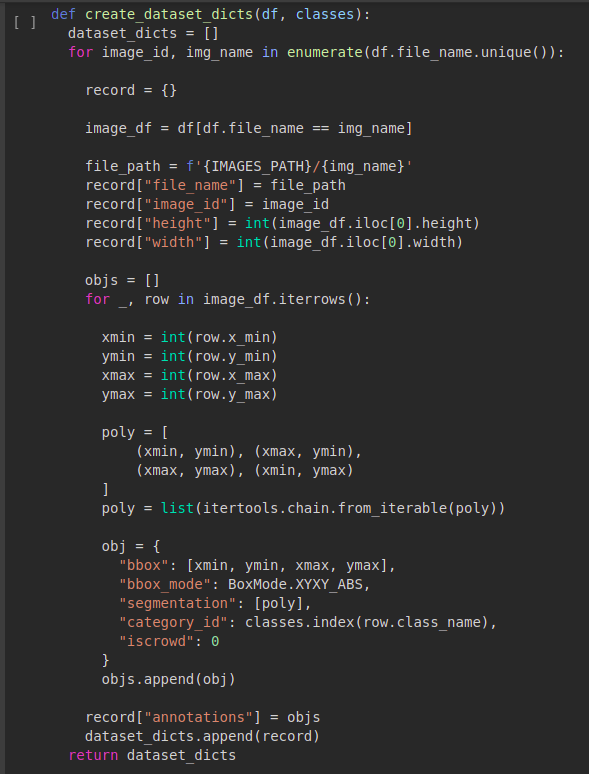 [ ]
def create_dataset_dicts(df, classes):
  dataset_dicts = []
  for image_id, img_name in enumerate(df.file_name.unique()):

    record = {}

    image_df = df[df.file_name == img_name]

    file_path = f'{IMAGES_PATH}/{img_name}'
    record["file_name"] = file_path
    record["image_id"] = image_id
    record["height"] = int(image_df.iloc[0].height)
    record["width"] = int(image_df.iloc[0].width)

    objs = []
    for _, row in image_df.iterrows():

      xmin = int(row.x_min)
      ymin = int(row.y_min)
      xmax = int(row.x_max)
      ymax = int(row.y_max)

      poly = [
          (xmin, ymin), (xmax, ymin),
          (xmax, ymax), (xmin, ymax)
      ]
      poly = list(itertools.chain.from_iterable(poly))

      obj = {
        "bbox": [xmin, ymin, xmax, ymax],
        "bbox_mode": BoxMode.XYXY_ABS,
        "segmentation": [poly],
        "category_id": classes.index(row.class_name),
        "iscrowd": 0
      }
      objs.append(obj)

    record["annotations"] = objs
    dataset_dicts.append(record)
  return dataset_dicts